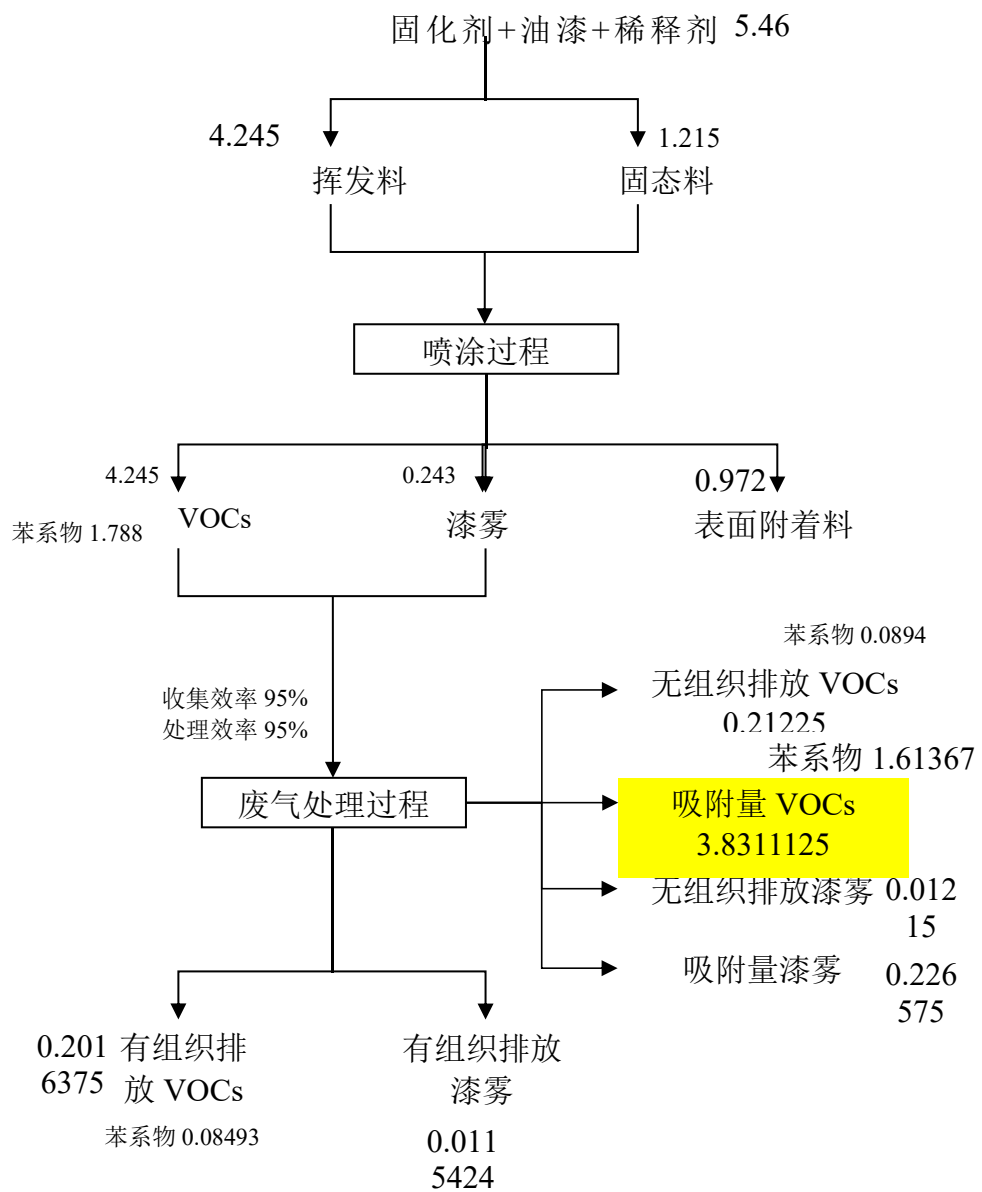 固化剂+油漆+稀释剂 5.46
4.245
1.215
挥发料
固态料
喷涂过程
4.245
0.243
0.972
苯系物 1.788
VOCs
漆雾
表面附着料
苯系物 0.0894
收集效率 95%
处理效率 95%
无组织排放 VOCs
0.21225
苯系物 1.61367
废气处理过程
吸附量 VOCs
3.8311125
无组织排放漆雾
0.012
15
吸附量漆雾
0.226
575
0.201
6375
有组织排
放 VOCs
有组织排放
漆雾
苯系物 0.08493
0.011
5424